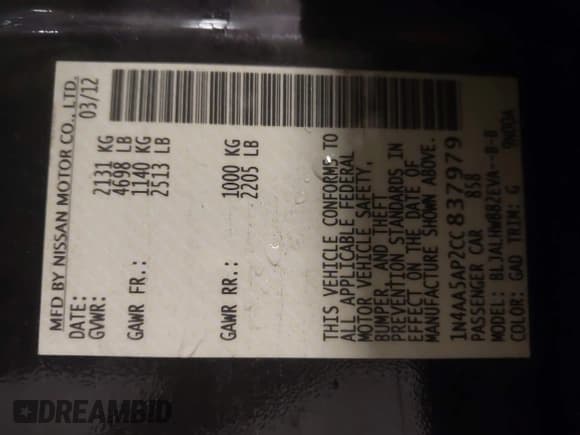 MFD BY NISSAN MOTOR CO., LTD.
DATE: 03/12
GVWR: 2131 KG
4698 LB
GAWR FR.: 1140 KG
2513 LB
GAWR RR.: 1000 KG
2205 LB
THIS VEHICLE CONFORMS TO
ALL APPLICABLE FEDERAL
MOTOR VEHICLE SAFETY,
BUMPER, AND THEFT
PREVENTION STANDARDS IN
EFFECT ON THE DATE OF
MANUFACTURE SHOWN ABOVE.
1N4AA5AP2CC837979
PASSENGER CAR 858
MODEL: BLJALHWBB2EVA--B-B
COLOR: GAD TRIM: G
DREAMBID